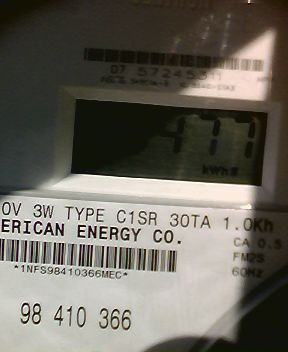 07 57245311
477
kWh
0V 3W TYPE C1SR 30TA 1.0Kh
ERICAN ENERGY CO.
CA 0.5
FM2S
*1NFS98410366MEC*
60Hz
98 410 366